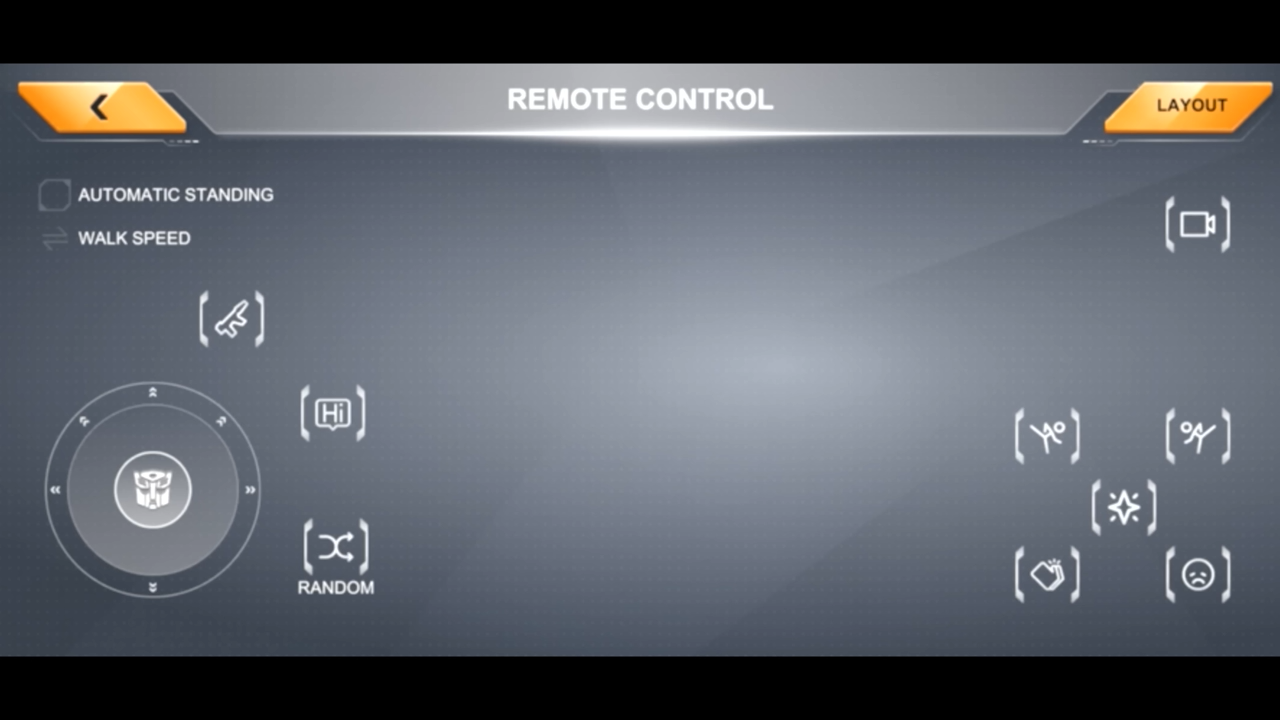 REMOTE CONTROL
LAYOUT
AUTOMATIC STANDING
WALK SPEED
Hi
RANDOM